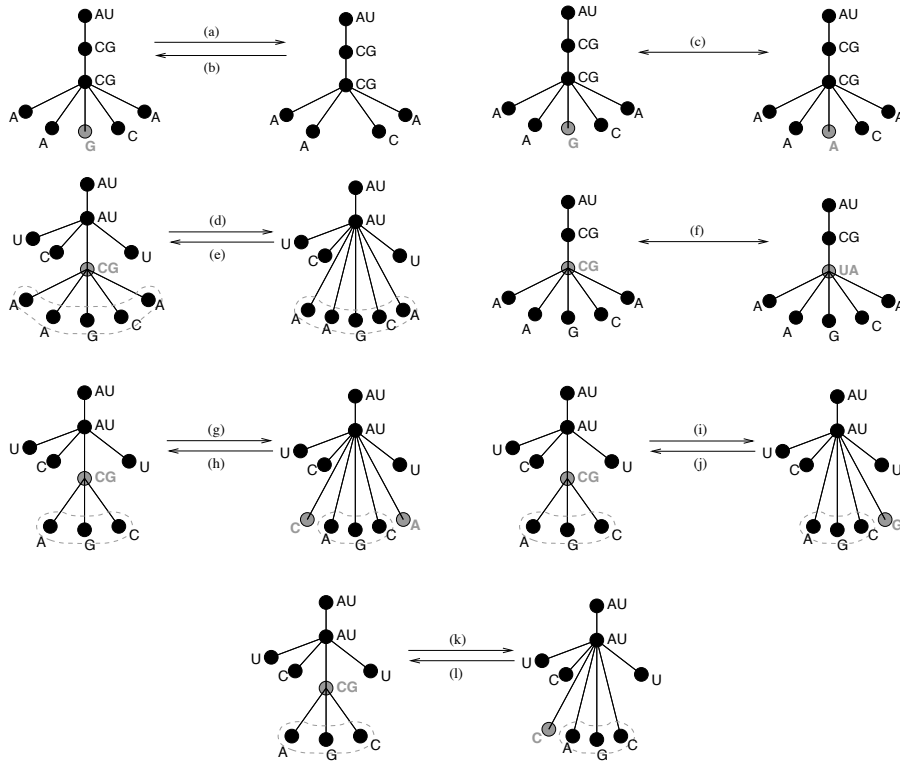 AU AU AU AU
(a) (c)
CG CG CG CG
(b)
CG CG CG CG
A A A A A A A A
A G C A C A G C A A C
AU AU AU AU
AU (d) AU CG (f) CG
U C U (e) U C U
CG CG UA
A A A A A A
A G C A A G C A A G C A G C
AU AU AU AU
AU (g) AU AU (i) AU
U C U (h) U C U U C U (j) U C U
CG CG
C A G
A G C A G C A G C A G C
AU AU
AU (k) AU
U C U (l) U C U
CG
C
A G C A G C